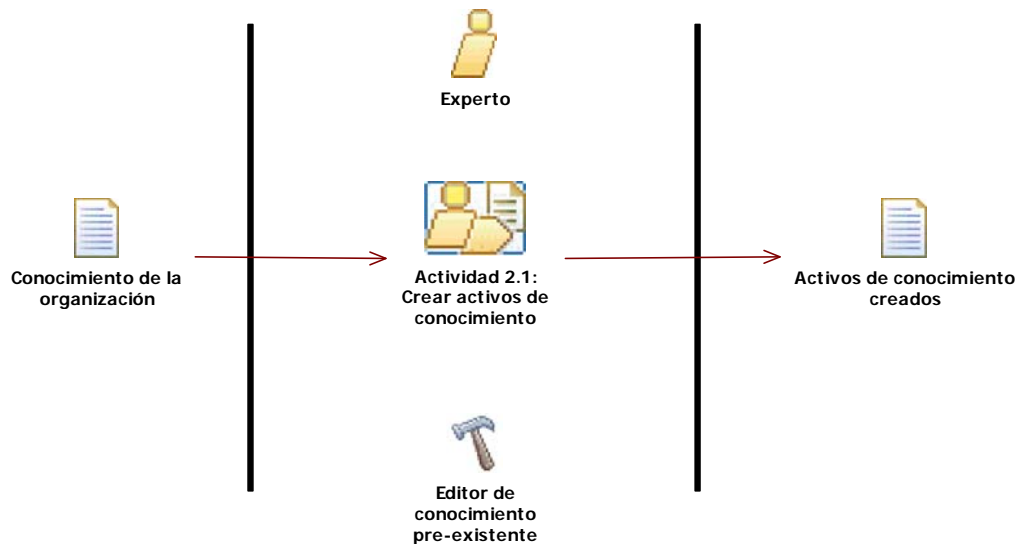 Experto
Conocimiento de la
organización
Actividad 2.1:
Crear activos de
conocimiento
Activos de conocimiento
creados
Editor de
conocimiento
pre-existente